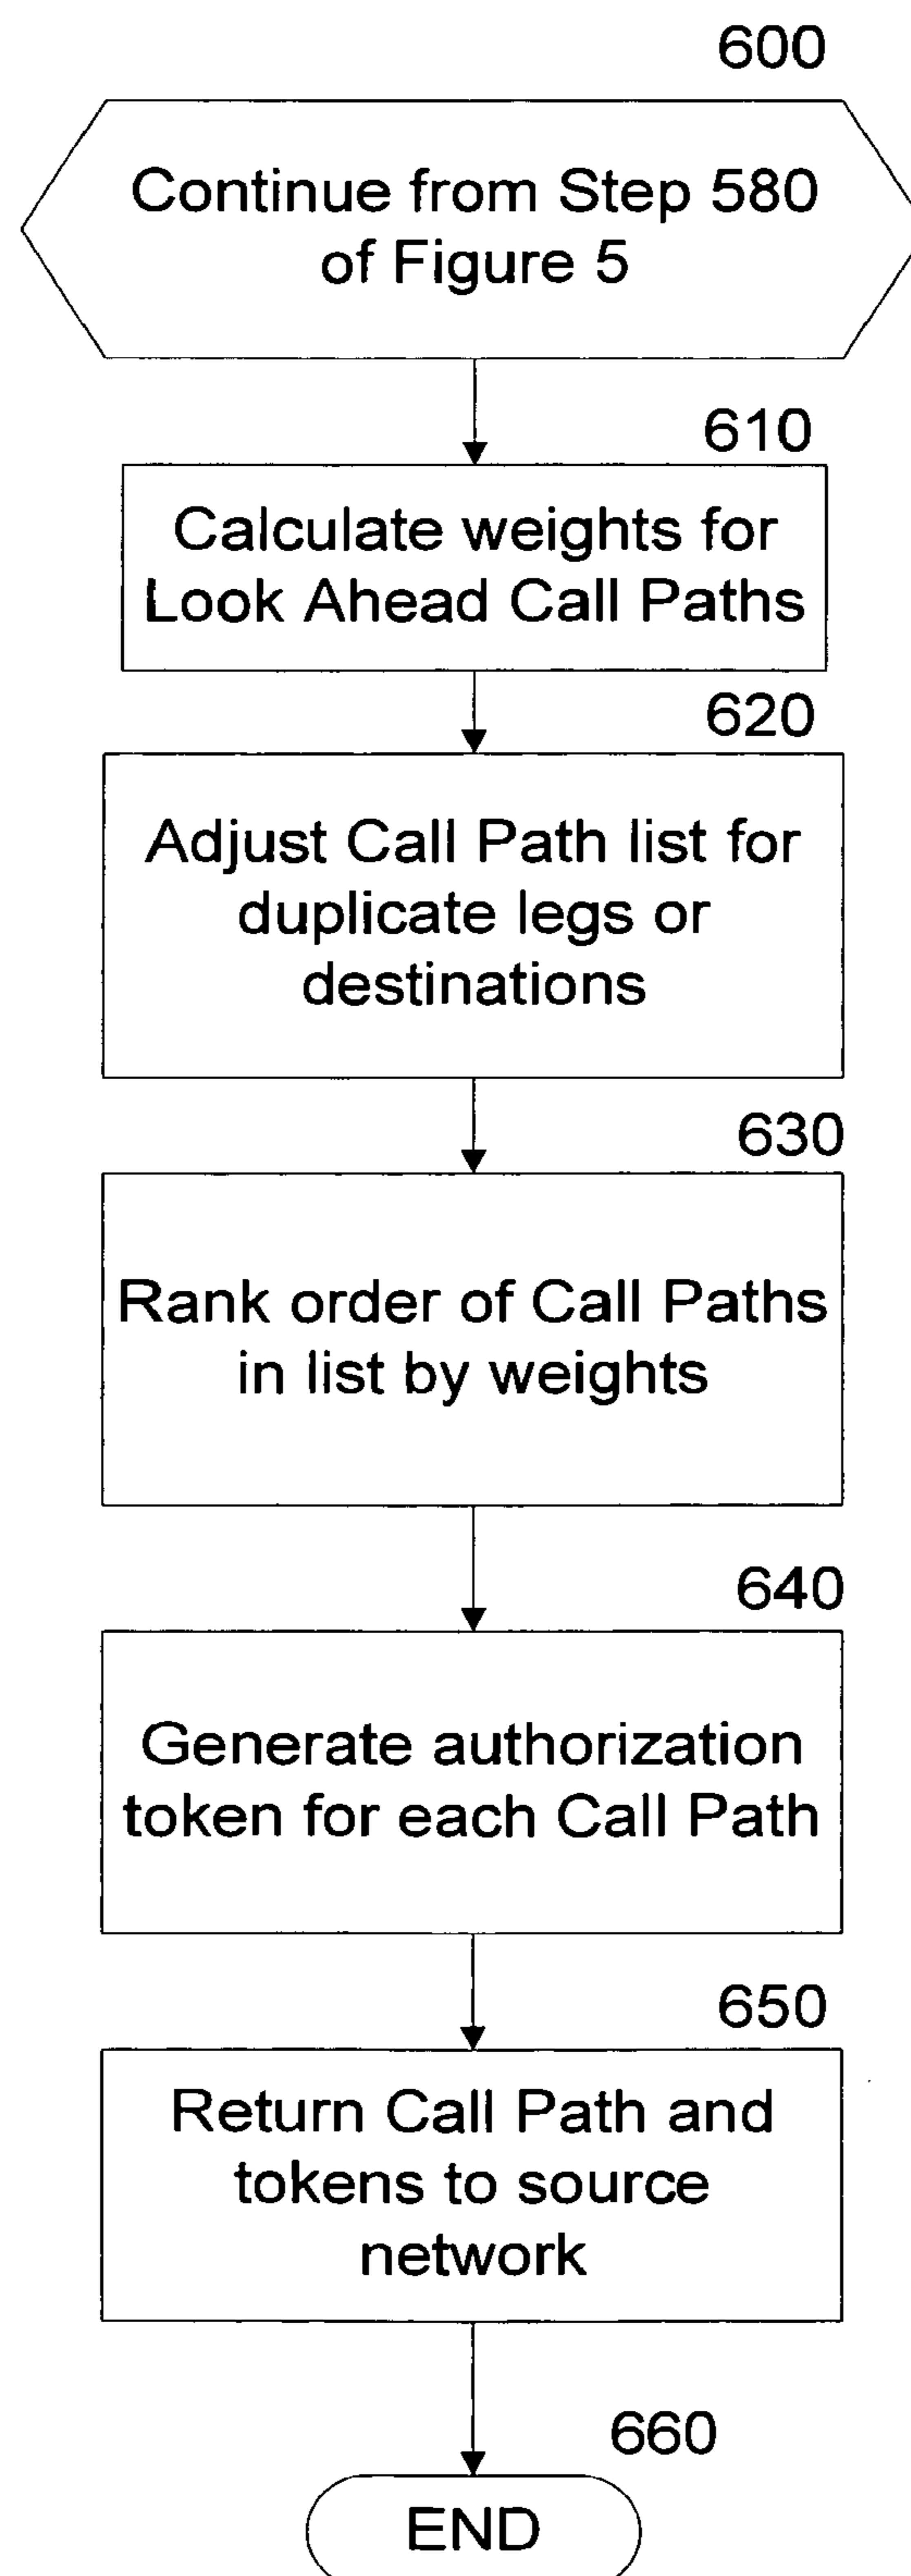 600
Continue from Step 580
of Figure 5
610
Calculate weights for
Look Ahead Call Paths
620
Adjust Call Path list for
duplicate legs or
destinations
630
Rank order of Call Paths
in list by weights
640
Generate authorization
token for each Call Path
650
Return Call Path and
tokens to source
network
660
END